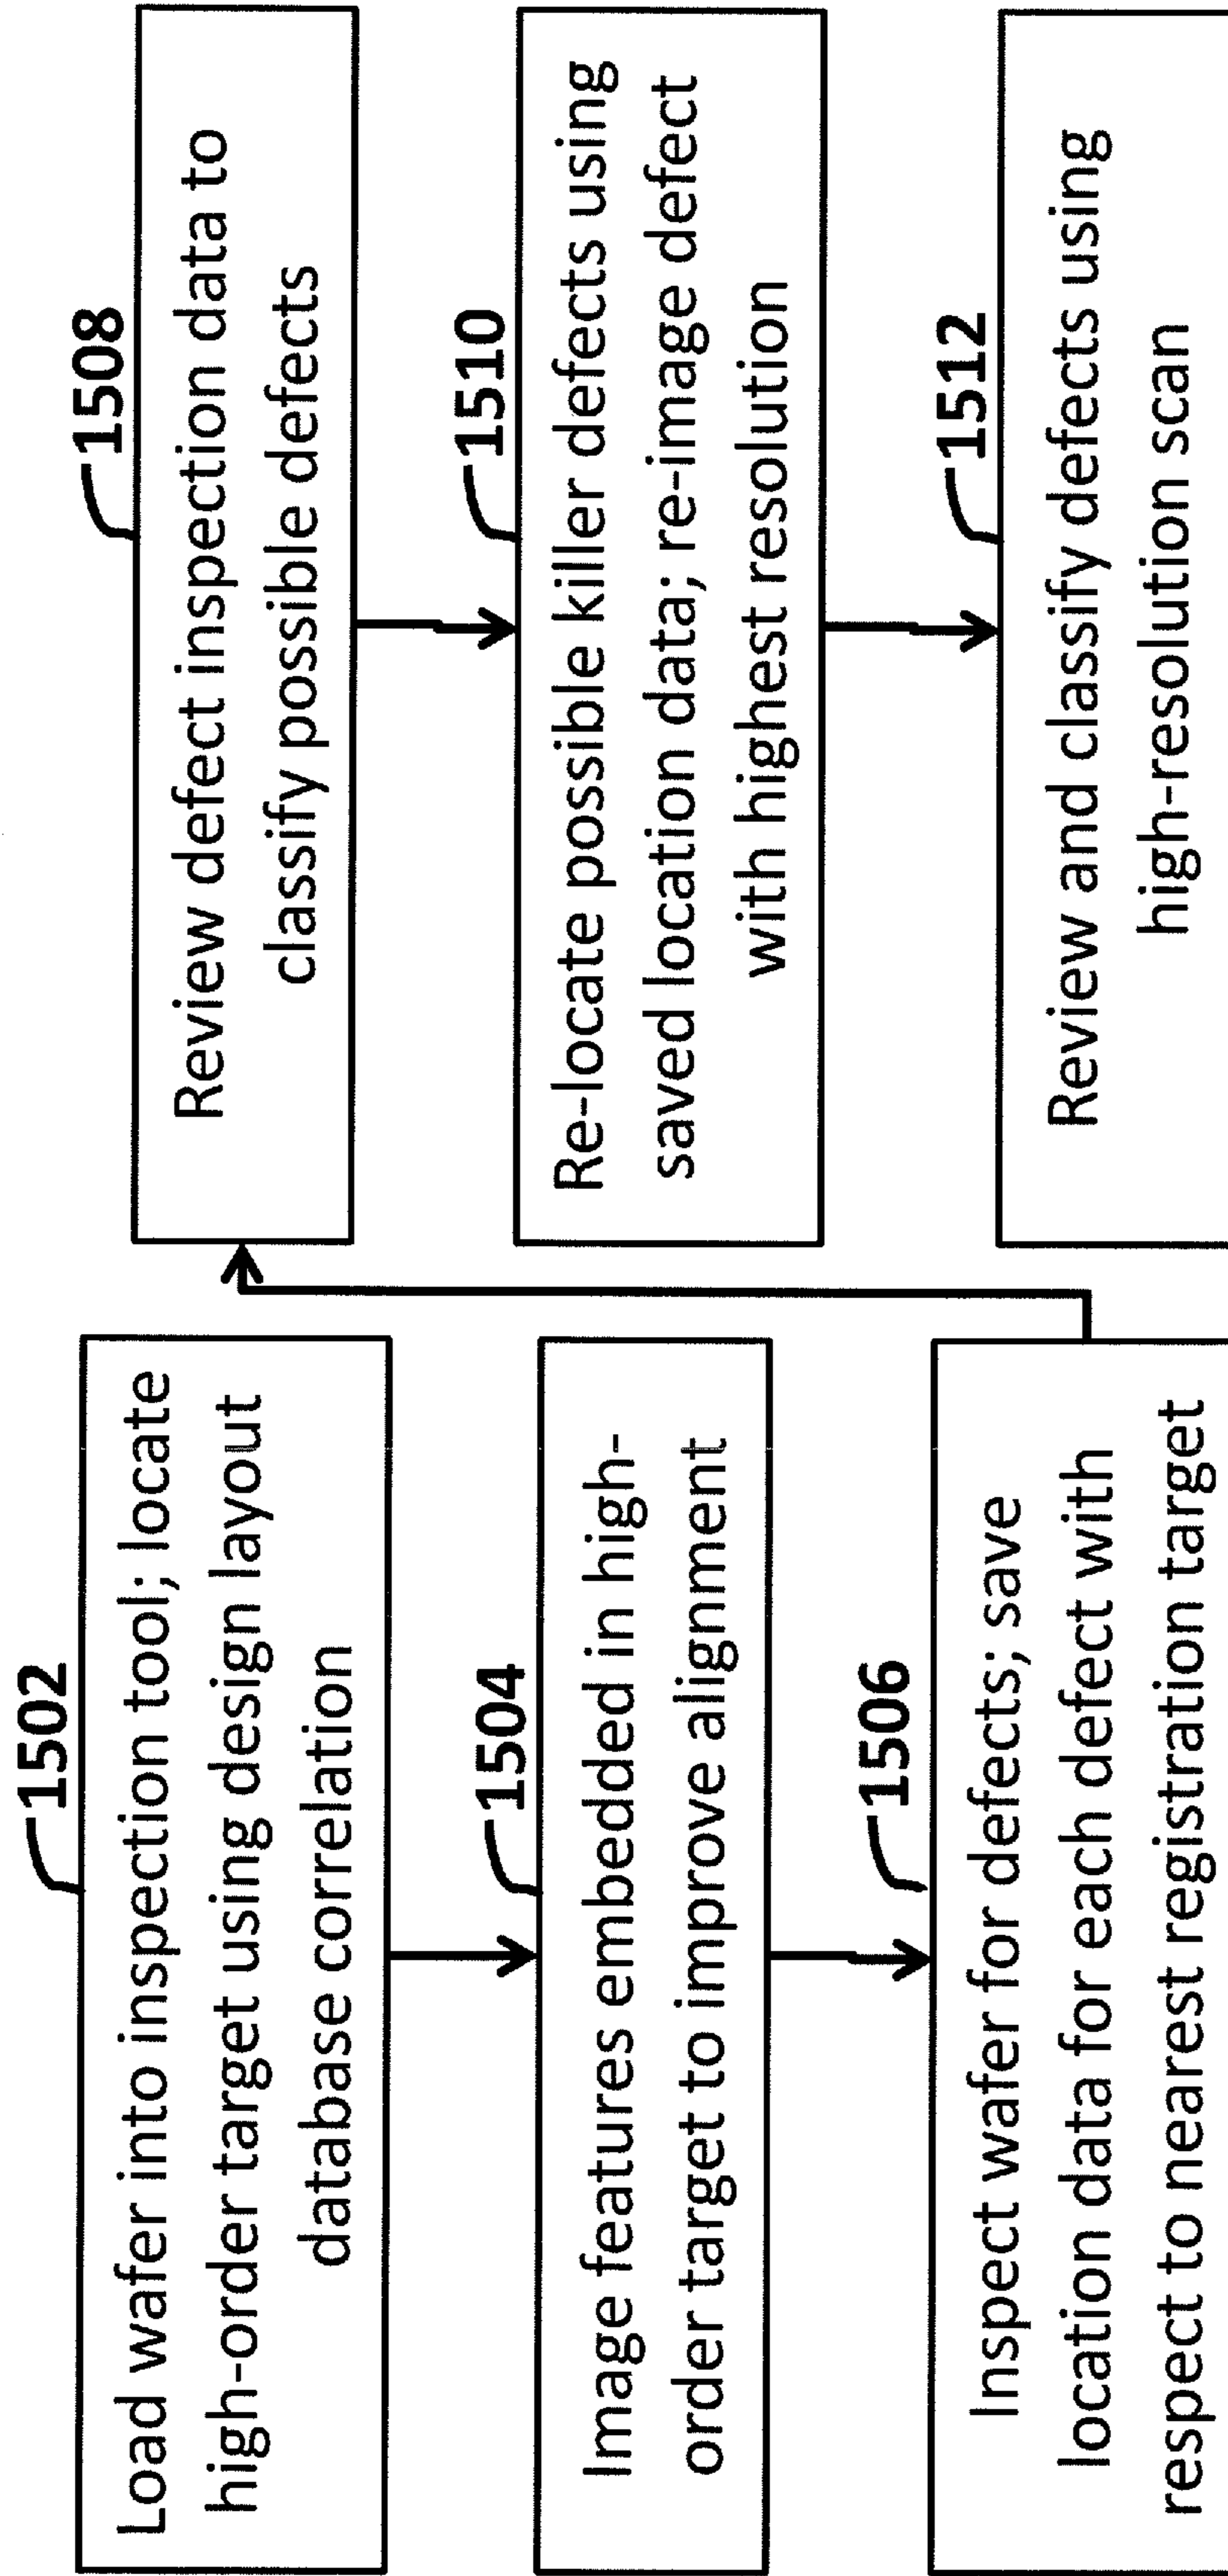 1502
Load wafer into inspection tool; locate
high-order target using design layout
database correlation
1504
Image features embedded in high-
order target to improve alignment
1506
Inspect wafer for defects; save
location data for each defect with
respect to nearest registration target
1508
Review defect inspection data to
classify possible defects
1510
Re-locate possible killer defects using
saved location data; re-image defect
with highest resolution
1512
Review and classify defects using
high-resolution scan